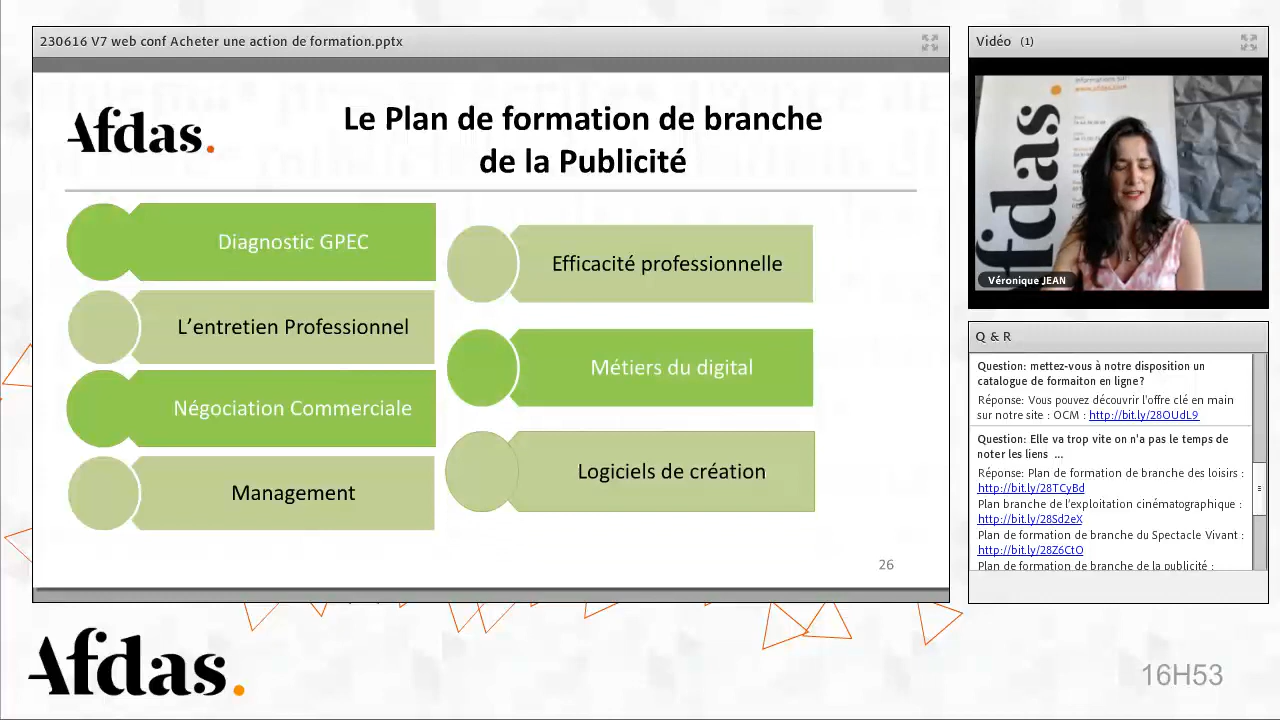 230616 V7 web conf Acheter une action de formation.pptx
Afdas.
Le Plan de formation de branche
de la Publicité
Diagnostic GPEC
L'entretien Professionnel
Négociation Commerciale
Management
Efficacité professionnelle
Métiers du digital
Logiciels de création
26
Vidéo (1)
afdas.
Véronique JEAN
Q & R
Question: mettez-vous à notre disposition un
catalogue de formaiton en ligne?
Réponse: Vous pouvez découvrir l'offre clé en main
sur notre site : OCM : http://bit.ly/28OUdL9
Question: Elle va trop vite on n'a pas le temps de
noter les liens ...
Réponse: Plan de formation de branche des loisirs :
http://bit.ly/28TCyBd
Plan branche de l'exploitation cinématographique :
http://bit.ly/28Sd2eX
Plan de formation de branche du Spectacle Vivant :
http://bit.ly/28Z6CtO
Plan de formation de branche de la publicité :
Afdas.
16H53